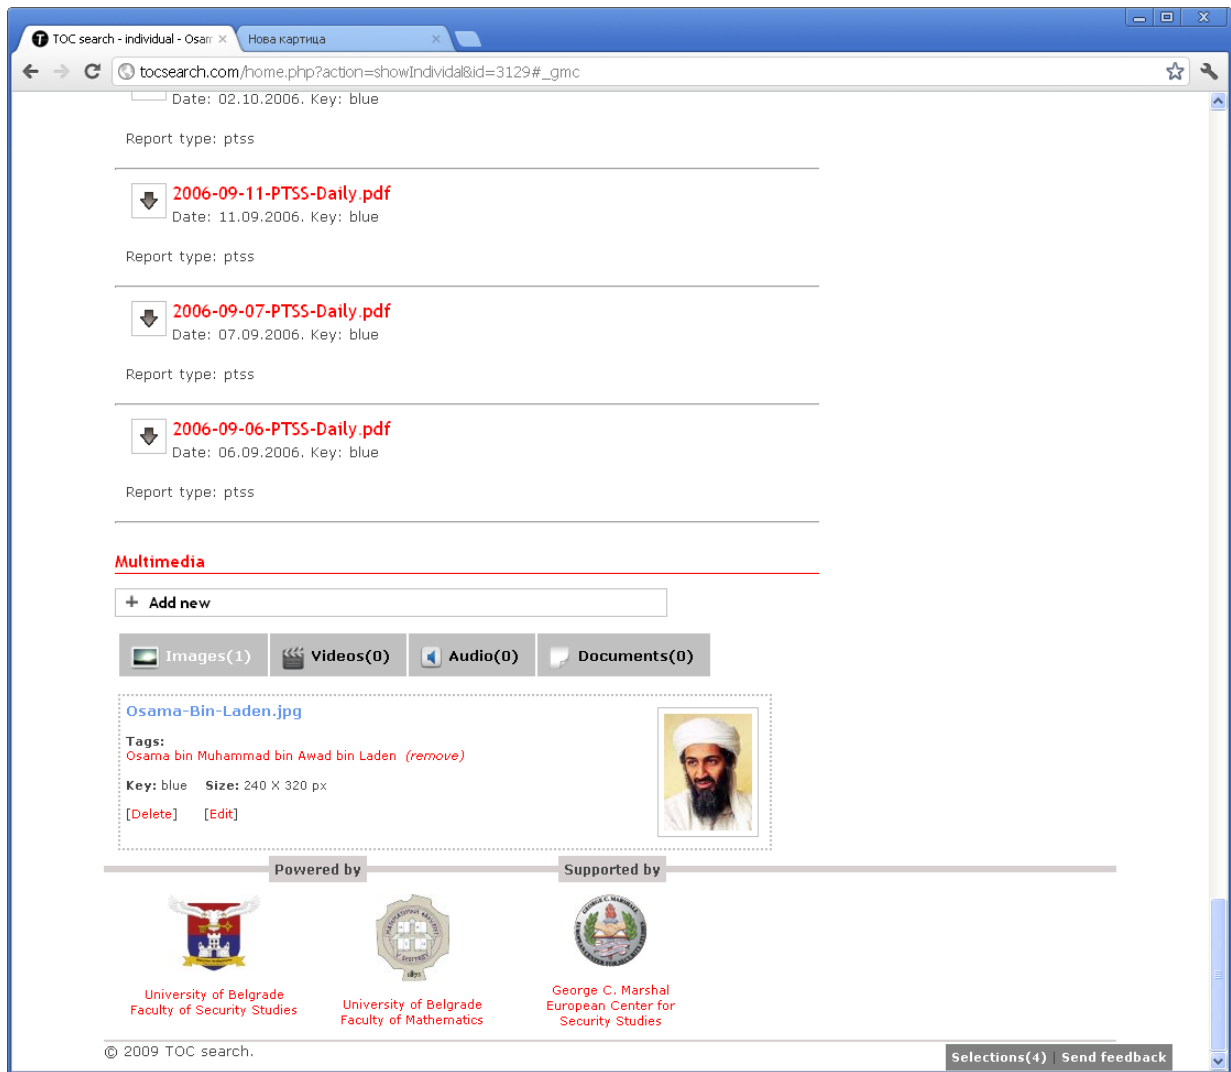 TOC search - individual - Osam
Нова картица
tocsearch.com/home.php?action=showIndividal&id=3129#_gmc
Date: 02.10.2006. Key: blue
Report type: ptss
2006-09-11-PTSS-Daily.pdf
Date: 11.09.2006. Key: blue
Report type: ptss
2006-09-07-PTSS-Daily.pdf
Date: 07.09.2006. Key: blue
Report type: ptss
2006-09-06-PTSS-Daily.pdf
Date: 06.09.2006. Key: blue
Report type: ptss
Multimedia
+ Add new
Images(1) Videos(0) Audio(0) Documents(0)
Osama-Bin-Laden.jpg
Tags:
Osama bin Muhammad bin Awad bin Laden (remove)
Key: blue Size: 240 X 320 px
[Delete] [Edit]
Powered by Supported by
GEORGE C. MARSHALL
1873
University of Belgrade
Faculty of Security Studies
University of Belgrade
Faculty of Mathematics
George C. Marshal
European Center for
Security Studies
© 2009 TOC search.
Selections(4) | Send feedback